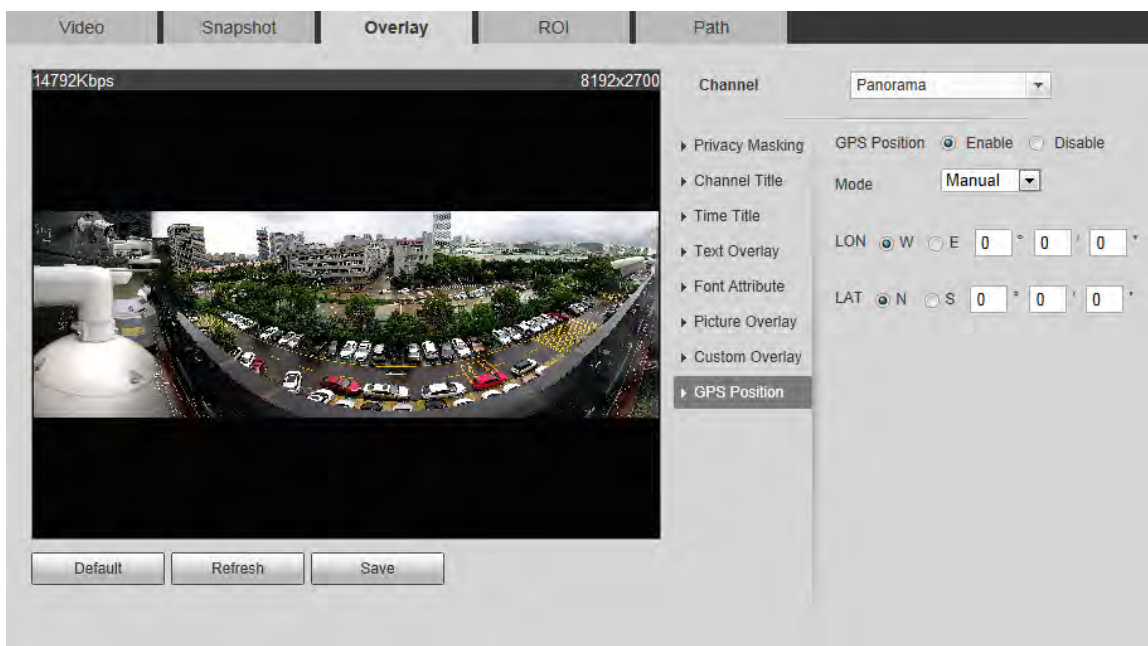 Video Snapshot Overlay ROI Path
14792Kbps 8192x2700
Channel Panorama
Privacy Masking
Channel Title
Time Title
Text Overlay
Font Attribute
Picture Overlay
Custom Overlay
GPS Position
GPS Position Enable Disable
Mode Manual
LON W E 0 ° 0 ' 0 "
LAT N S 0 ° 0 ' 0 "
Default Refresh Save